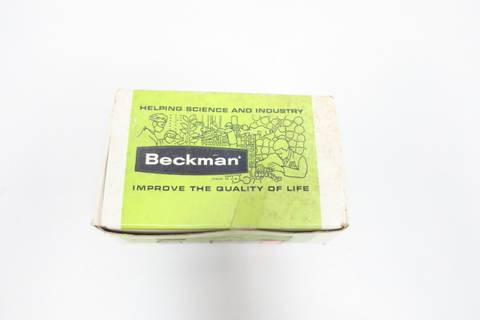 HELPING SCIENCE AND INDUSTRY
Beckman®
IMPROVE THE QUALITY OF LIFE